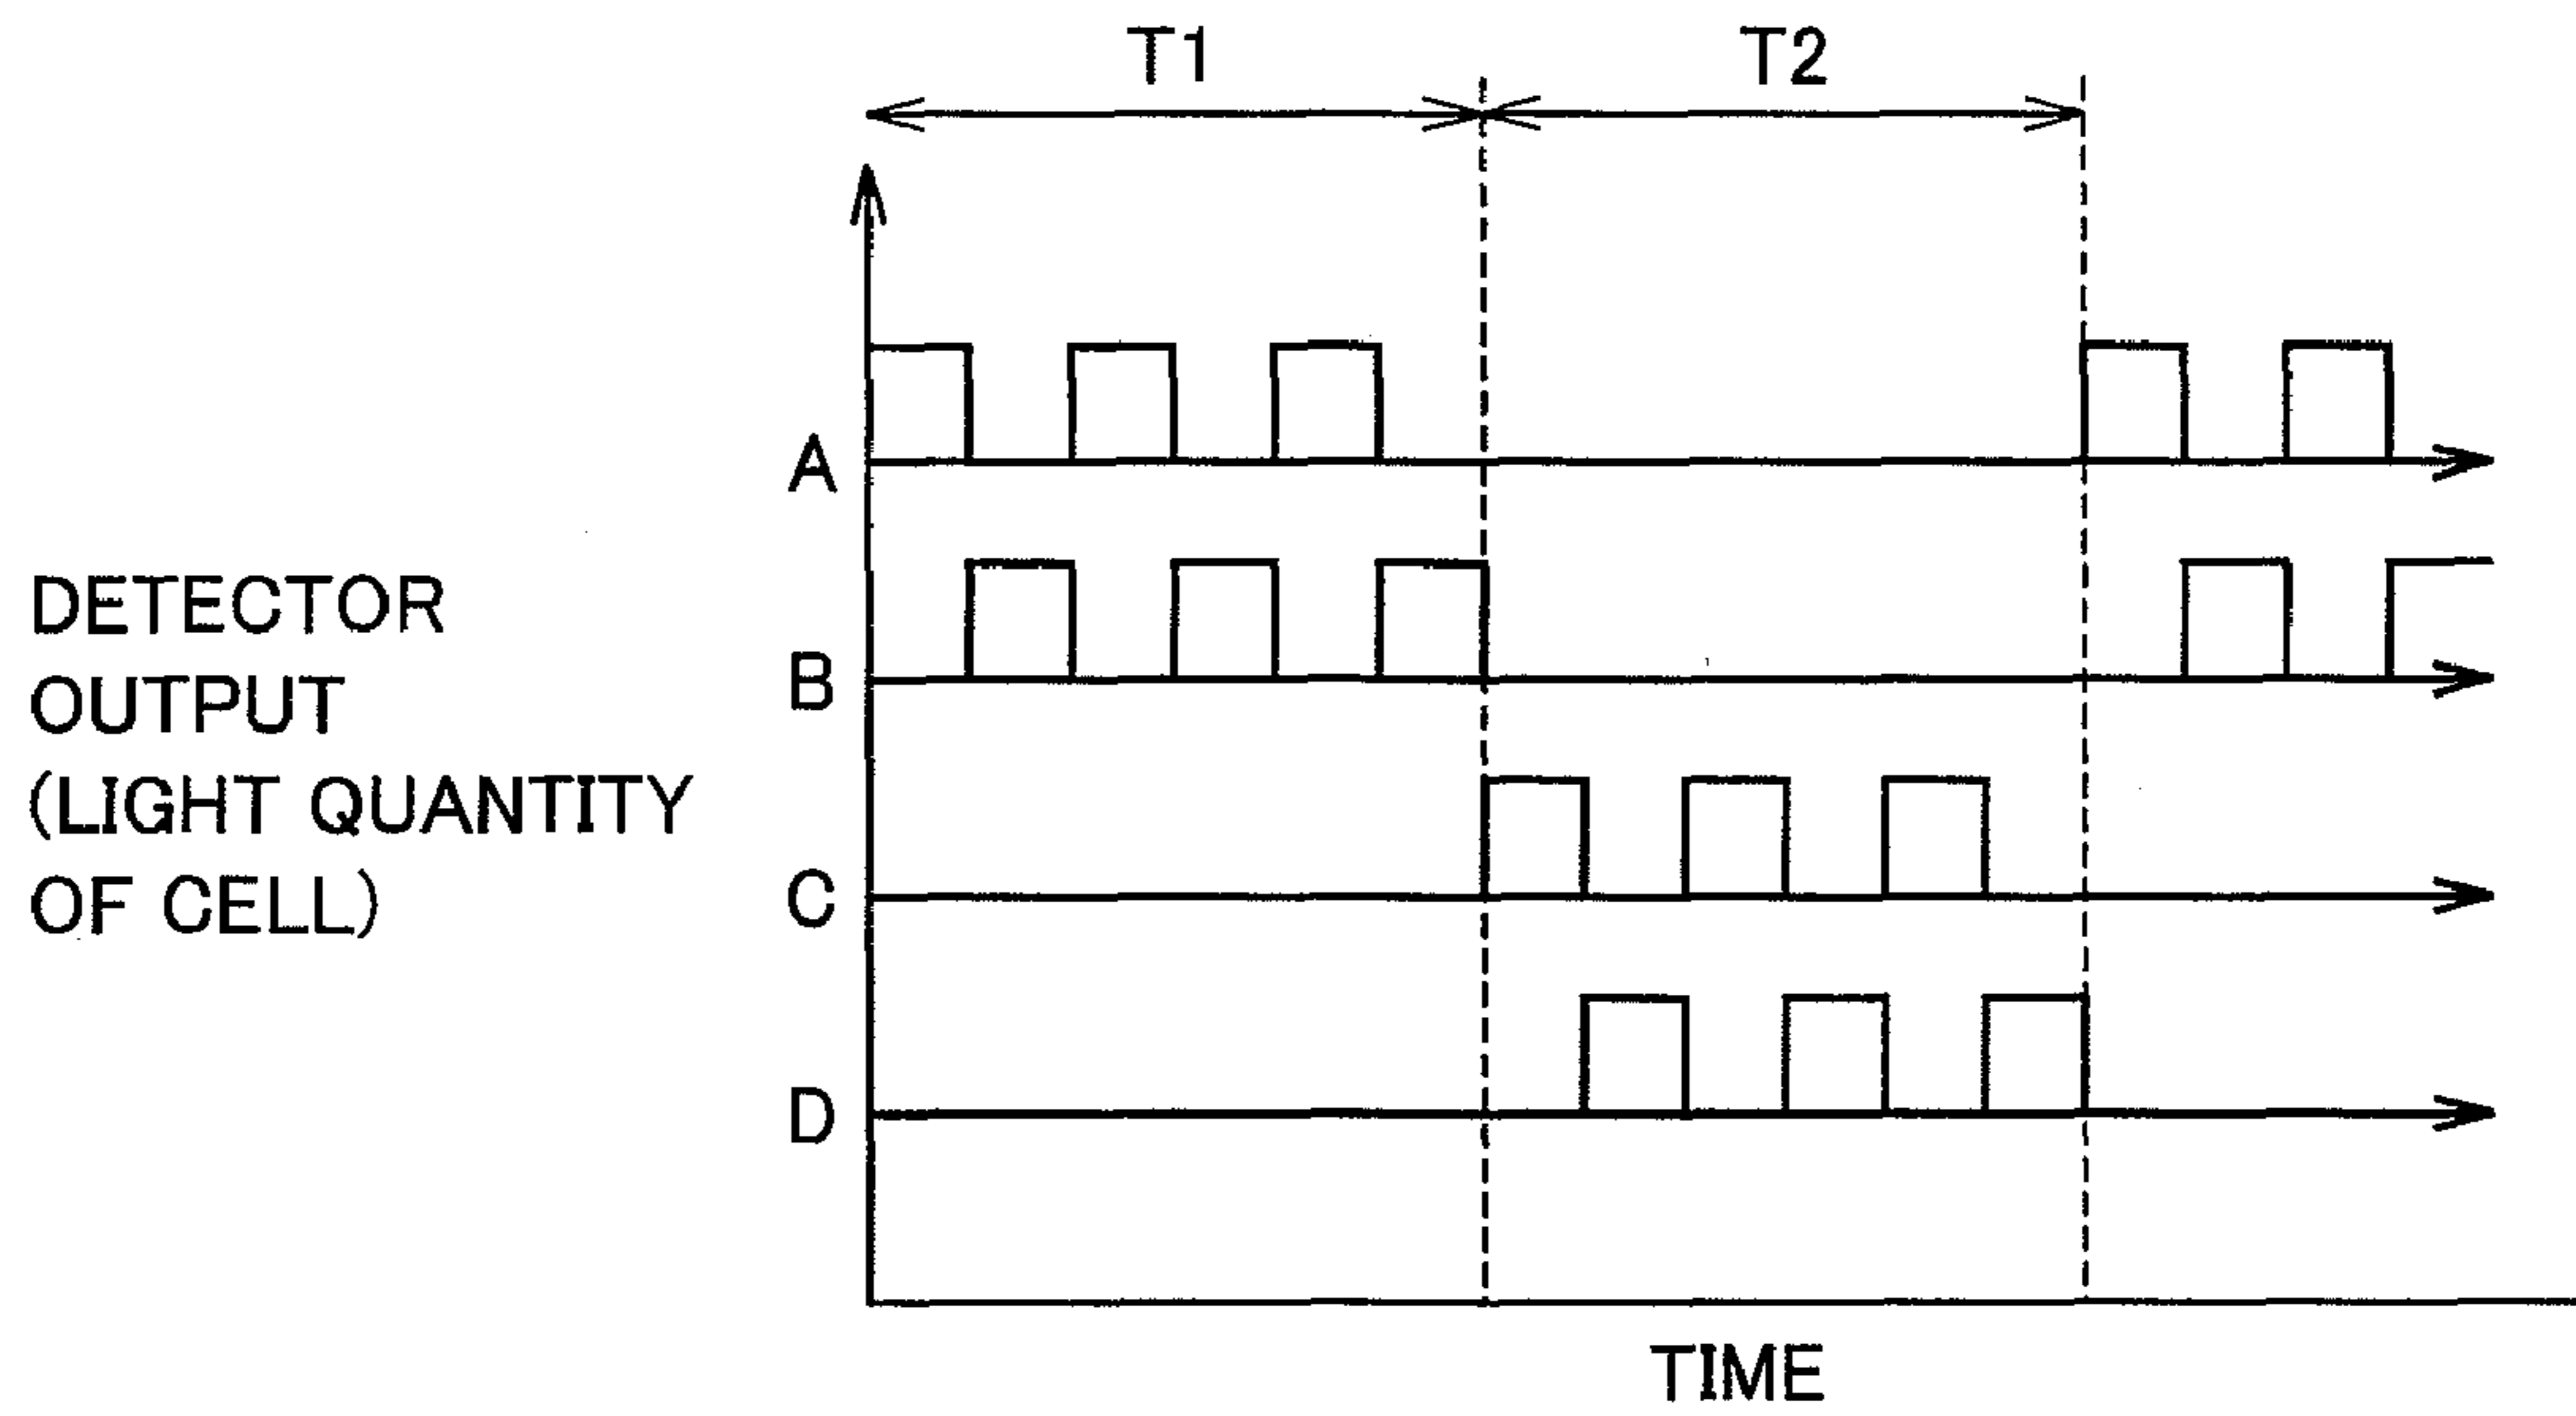 T1
T2
A
B
C
D
DETECTOR
OUTPUT
(LIGHT QUANTITY
OF CELL)
TIME